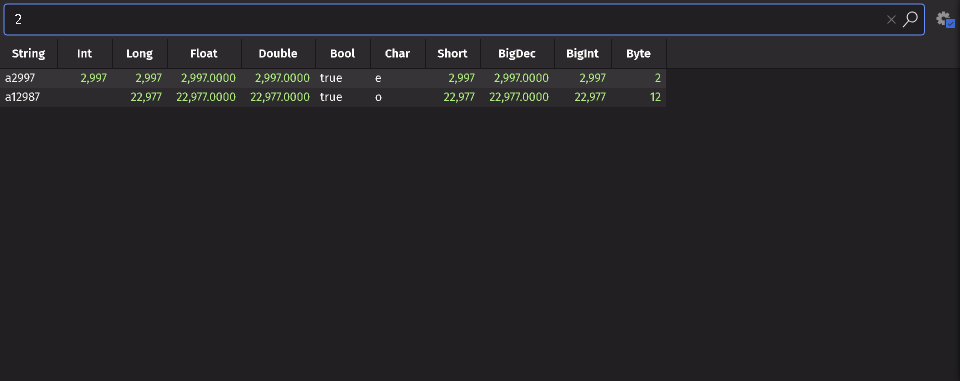 2
String Int Long Float Double Bool Char Short BigDec BigInt Byte
a2997 2,997 2,997 2,997.0000 2,997.0000 true e 2,997 2,997.0000 2,997 2
a12987 22,977 22,977.0000 22,977.0000 true o 22,977 22,977.0000 22,977 12